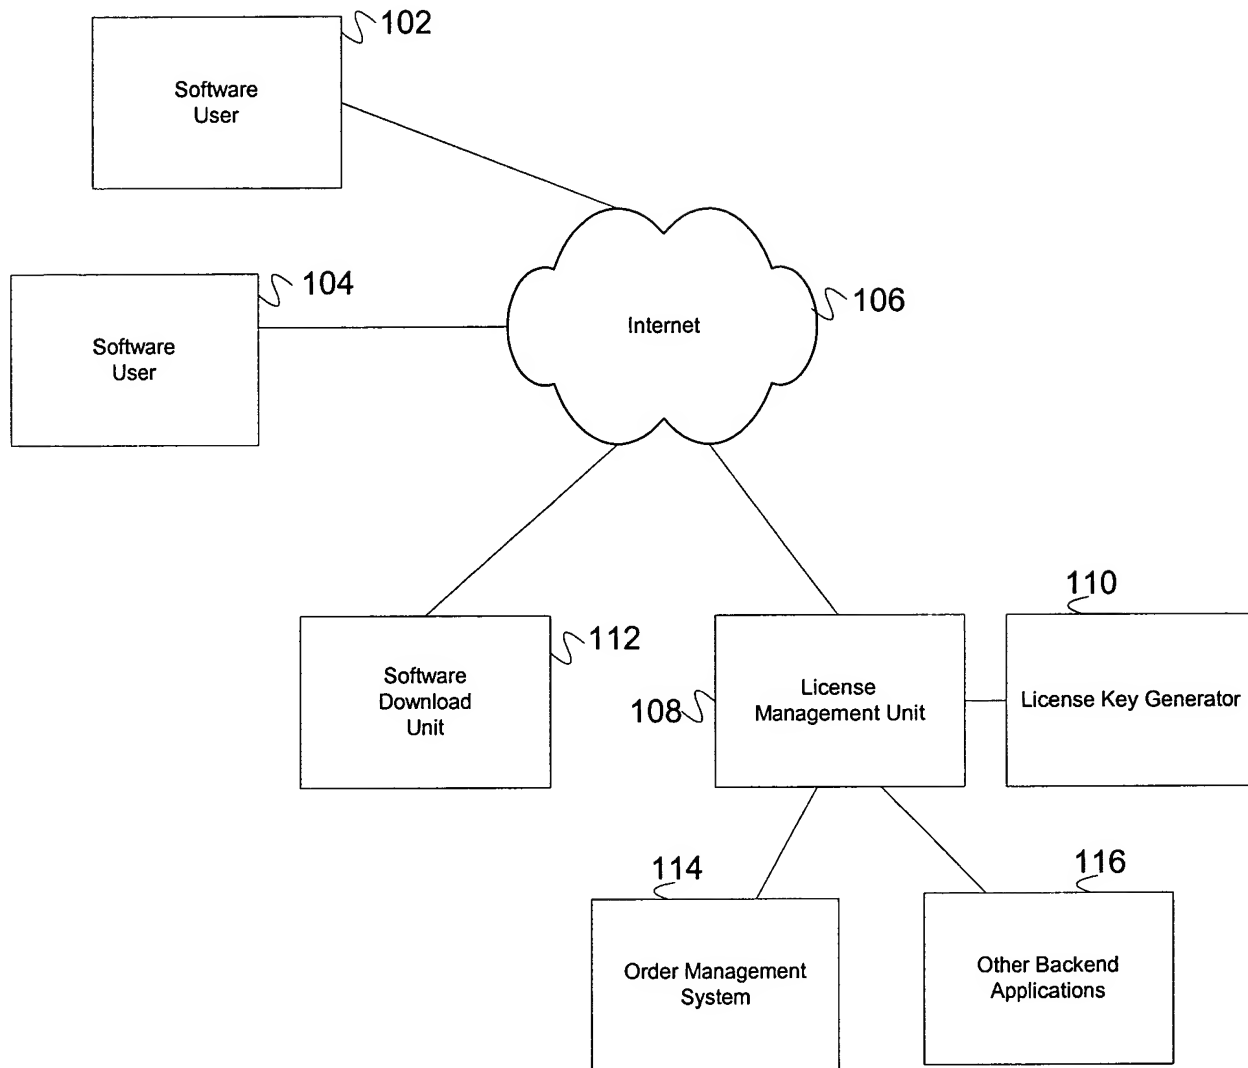 102
Software
User
104
Software
User
106
Internet
112
Software
Download
Unit
108
License
Management Unit
110
License Key Generator
114
Order Management
System
116
Other Backend
Applications